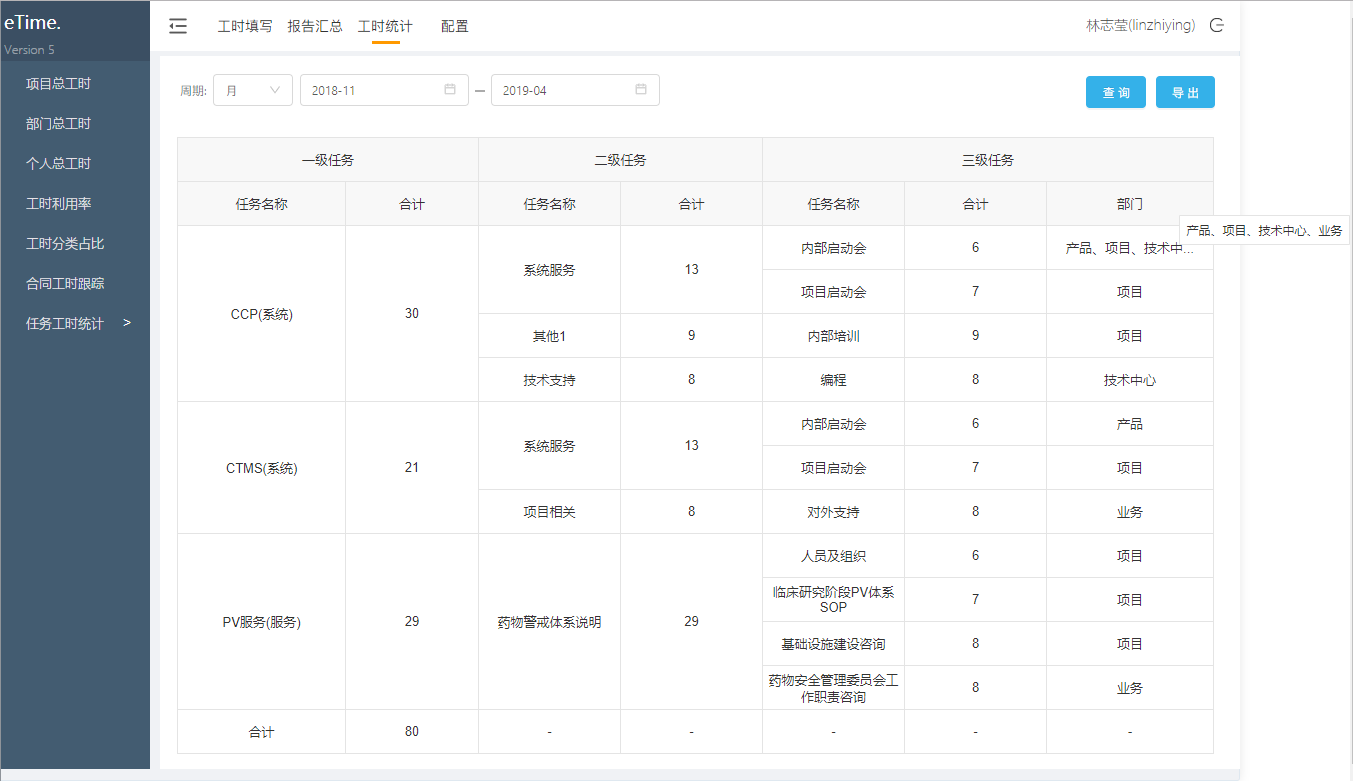 eTime.
Version 5
项目总工时
部门总工时
个人总工时
工时利用率
工时分类占比
合同工时跟踪
任务工时统计 >
工时填写 报告汇总 工时统计 配置
林志莹(linzhiying)
周期: 月 2018-11 — 2019-04 查 询 导 出
一级任务 二级任务 三级任务
任务名称 合计 任务名称 合计 任务名称 合计 部门
产品、项目、技术中心、业务
CCP(系统) 30 系统服务 13 内部启动会 6 产品、项目、技术中...
项目启动会 7 项目
其他1 9 内部培训 9 项目
技术支持 8 编程 8 技术中心
CTMS(系统) 21 系统服务 13 内部启动会 6 产品
项目启动会 7 项目
项目相关 8 对外支持 8 业务
PV服务(服务) 29 药物警戒体系说明 29 人员及组织 6 项目
临床研究阶段PV体系
SOP 7 项目
基础设施建设咨询 8 项目
药物安全管理委员会工
作职责咨询 8 业务
合计 80 - - - - -